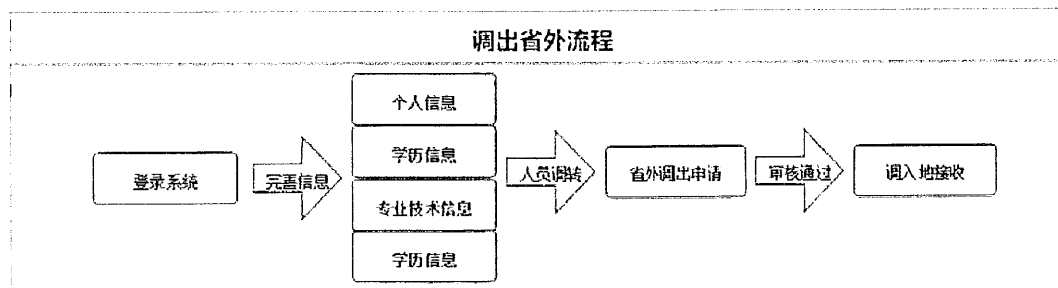 调出省外流程
个人信息
学历信息
登录系统
完善信息
人员调转
省外调出申请
审核通过
调入地接收
专业技术信息
学历信息